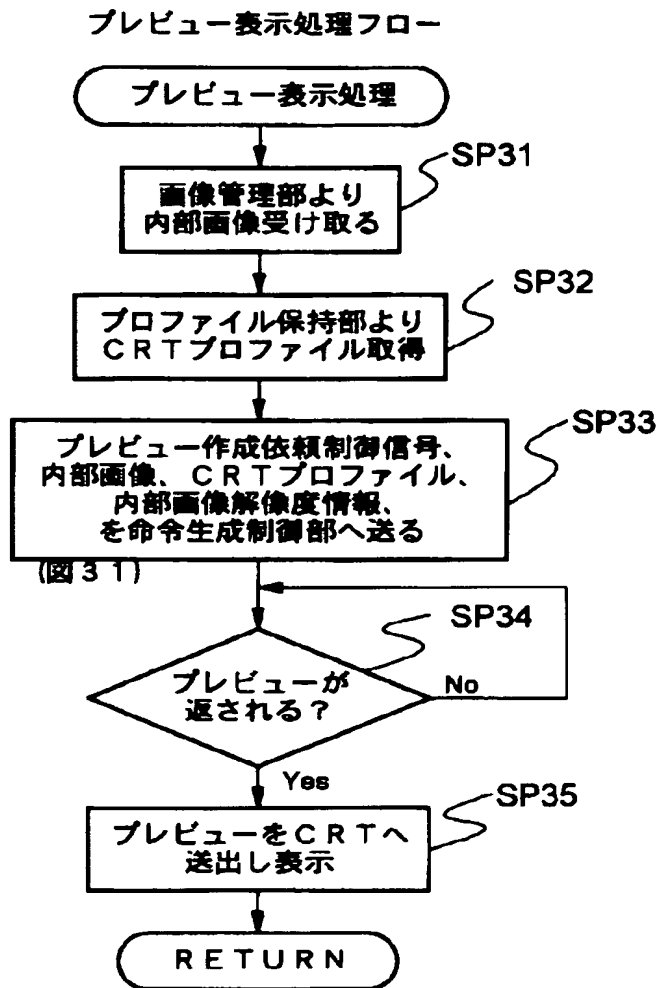 プレビュー表示処理フロー
プレビュー表示処理
SP31
画像管理部より
内部画像受け取る
SP32
プロファイル保持部より
CRTプロファイル取得
SP33
プレビュー作成依頼制御信号、
内部画像、CRTプロファイル、
内部画像解像度情報、
を命令生成制御部へ送る
(図31)
SP34
プレビューが
返される?
No
Yes
SP35
プレビューをCRTへ
送出し表示
RETURN